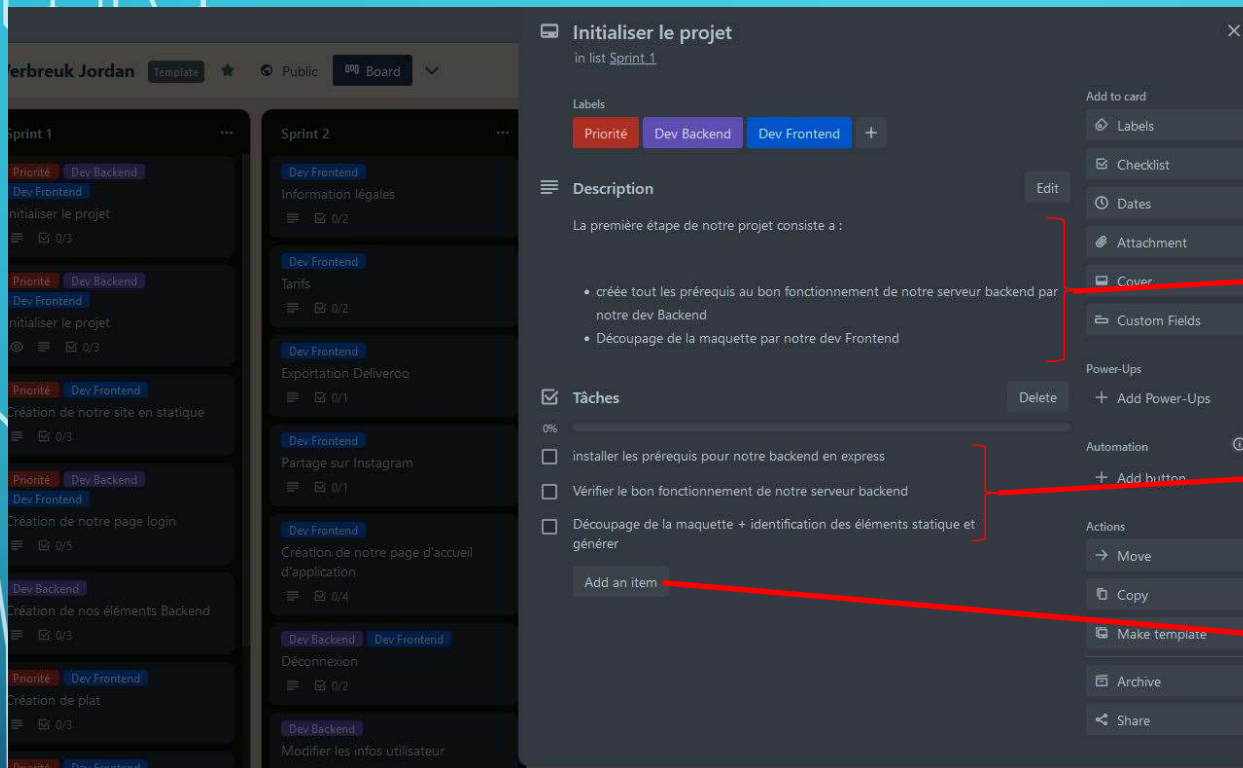 erbreuk Jordan Template Public Board
Sprint 1 ...
Priorité Dev Backend
Dev Frontend
nitialiser le projet
0/3
Priorité Dev Backend
Dev Frontend
nitialiser le projet
0/3
Priorité Dev Frontend
Création de notre site en statique
0/3
Priorité Dev Backend
Dev Frontend
Création de notre page login
0/5
Dev Backend
Création de nos éléments Backend
0/3
Priorité Dev Frontend
Création de plat
0/3
Priorité Dev Frontend
Sprint 2 ...
Dev Frontend
Information légales
0/2
Dev Frontend
Tarifs
0/2
Dev Frontend
Exportation Deliveroo
0/1
Dev Frontend
Partage sur Instagram
0/1
Dev Frontend
Création de notre page d'accueil
d'application
0/4
Dev Backend Dev Frontend
Déconnexion
0/2
Dev Backend
Modifier les infos utilisateur
Initialiser le projet
in list Sprint 1
Labels
Priorité Dev Backend Dev Frontend +
Description Edit
La première étape de notre projet consiste a :
• créée tout les prérequis au bon fonctionnement de notre serveur backend par
notre dev Backend
• Découpage de la maquette par notre dev Frontend
Tâches Delete
0%
installer les prérequis pour notre backend en express
Vérifier le bon fonctionnement de notre serveur backend
Découpage de la maquette + identification des éléments statique et
générer
Add an item
Add to card
Labels
Checklist
Dates
Attachment
Cover
Custom Fields
Power-Ups
+ Add Power-Ups
Automation
+ Add button
Actions
Move
Copy
Make template
Archive
Share